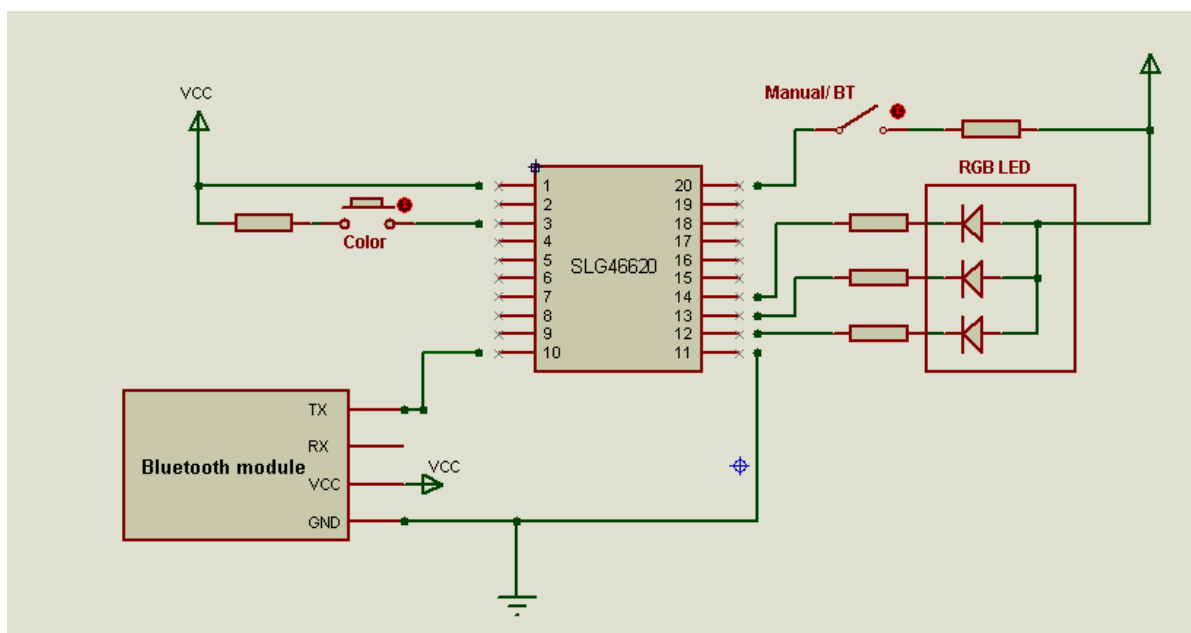 VCC
Manual/ BT
RGB LED
Color
SLG46620
1
2
3
4
5
6
7
8
9
10
20
19
18
17
16
15
14
13
12
11
Bluetooth module
TX
RX
VCC
GND
VCC